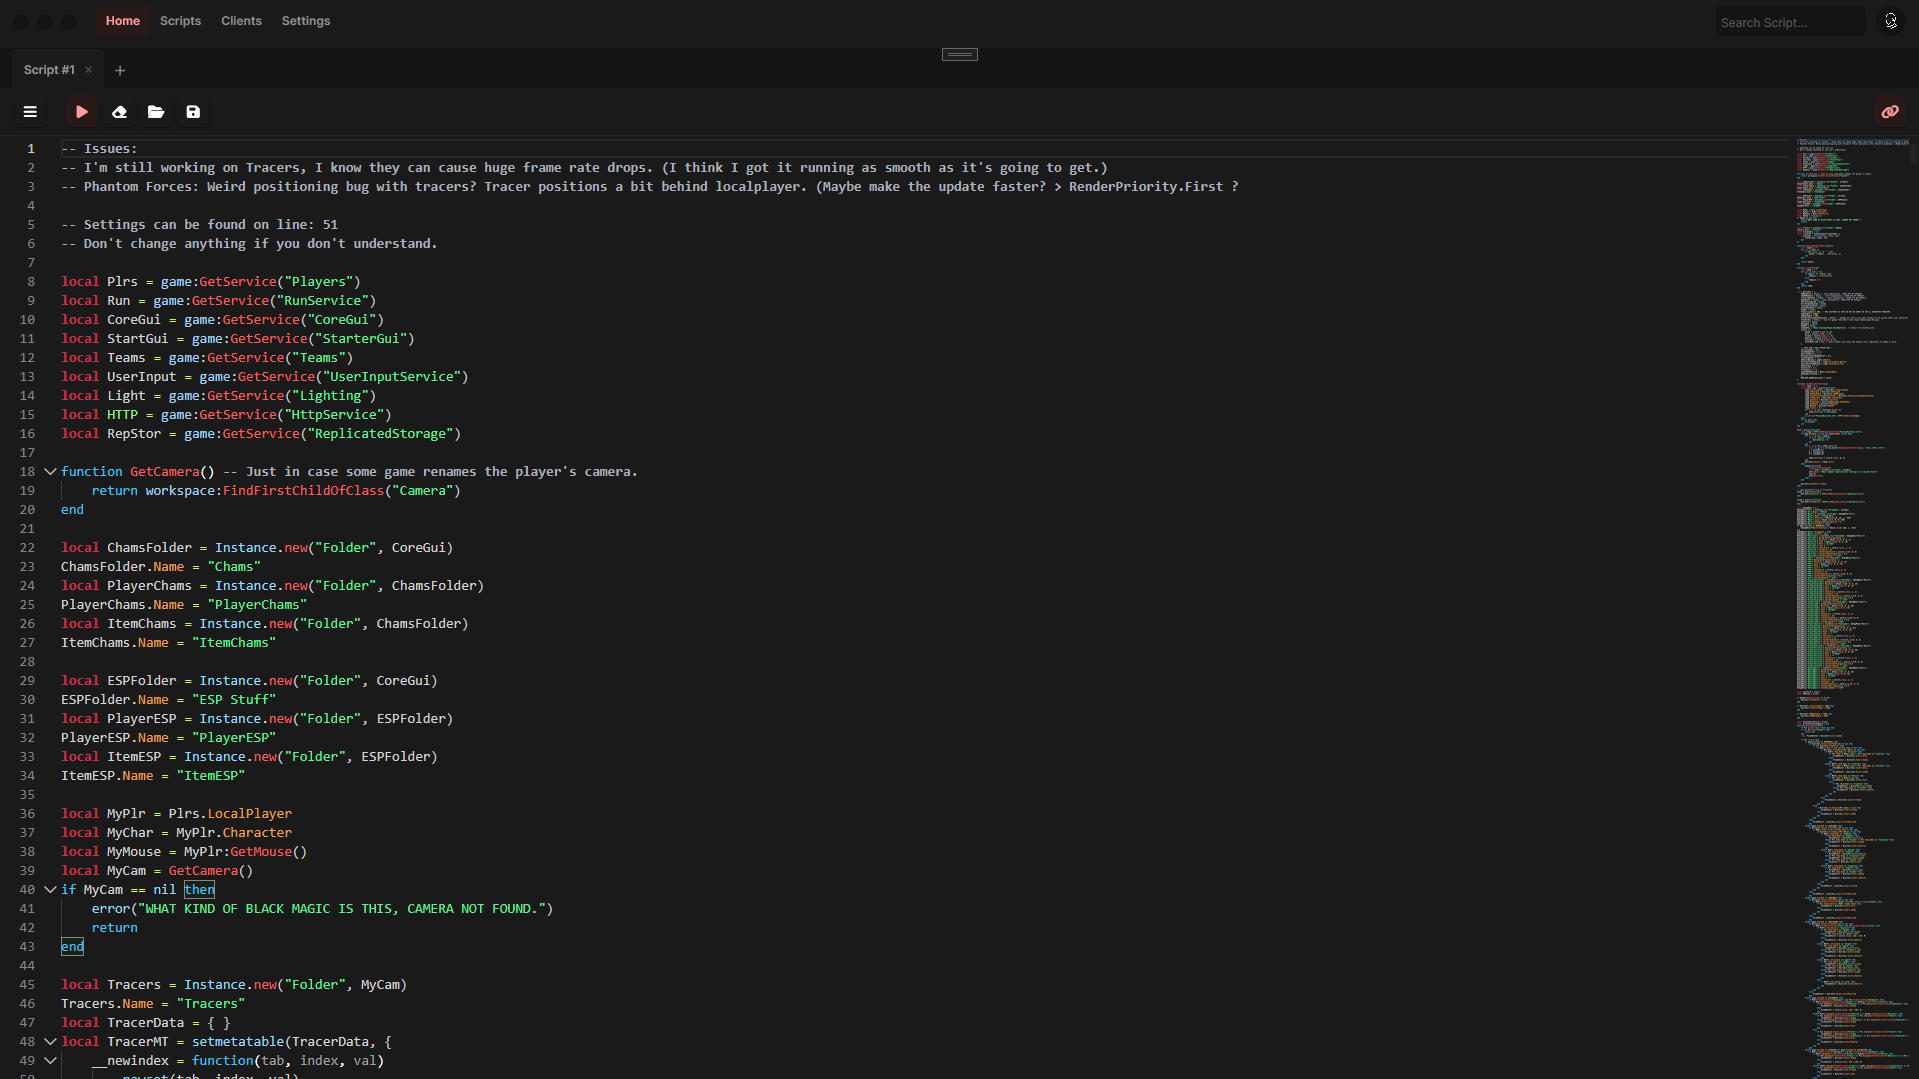 Home Scripts Clients Settings Search Script...
Script #1
1 -- Issues:
2 -- I'm still working on Tracers, I know they can cause huge frame rate drops. (I think I got it running as smooth as it's going to get.)
3 -- Phantom Forces: Weird positioning bug with tracers? Tracer positions a bit behind localplayer. (Maybe make the update faster? > RenderPriority.First ?
4
5 -- Settings can be found on line: 51
6 -- Don't change anything if you don't understand.
7
8 local Plrs = game:GetService("Players")
9 local Run = game:GetService("RunService")
10 local CoreGui = game:GetService("CoreGui")
11 local StartGui = game:GetService("StarterGui")
12 local Teams = game:GetService("Teams")
13 local UserInput = game:GetService("UserInputService")
14 local Light = game:GetService("Lighting")
15 local HTTP = game:GetService("HttpService")
16 local RepStor = game:GetService("ReplicatedStorage")
17
18 function GetCamera() -- Just in case some game renames the player's camera.
19 return workspace:FindFirstChildOfClass("Camera")
20 end
21
22 local ChamsFolder = Instance.new("Folder", CoreGui)
23 ChamsFolder.Name = "Chams"
24 local PlayerChams = Instance.new("Folder", ChamsFolder)
25 PlayerChams.Name = "PlayerChams"
26 local ItemChams = Instance.new("Folder", ChamsFolder)
27 ItemChams.Name = "ItemChams"
28
29 local ESPFolder = Instance.new("Folder", CoreGui)
30 ESPFolder.Name = "ESP Stuff"
31 local PlayerESP = Instance.new("Folder", ESPFolder)
32 PlayerESP.Name = "PlayerESP"
33 local ItemESP = Instance.new("Folder", ESPFolder)
34 ItemESP.Name = "ItemESP"
35
36 local MyPlr = Plrs.LocalPlayer
37 local MyChar = MyPlr.Character
38 local MyMouse = MyPlr:GetMouse()
39 local MyCam = GetCamera()
40 if MyCam == nil then
41 error("WHAT KIND OF BLACK MAGIC IS THIS, CAMERA NOT FOUND.")
42 return
43 end
44
45 local Tracers = Instance.new("Folder", MyCam)
46 Tracers.Name = "Tracers"
47 local TracerData = { }
48 local TracerMT = setmetatable(TracerData, {
49 __newindex = function(tab, index, val)
50 rawset(tab, index, val)